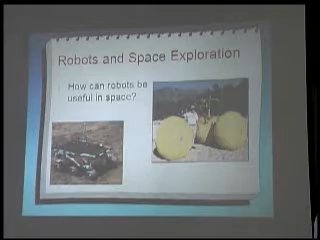 Robots and Space Exploration
How can robots be
useful in space?